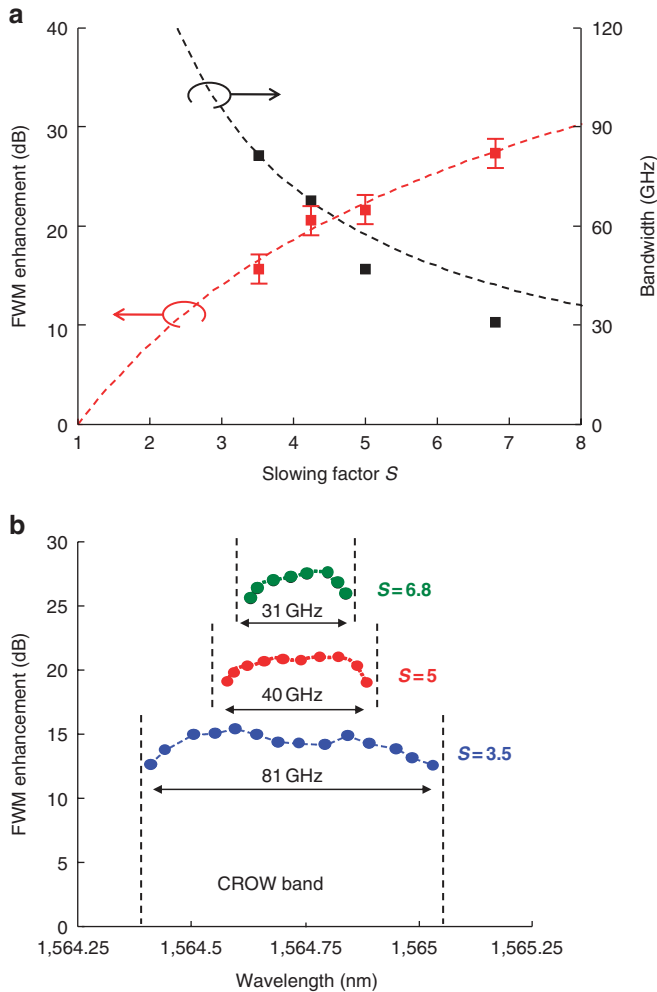 a
40
30
20
10
0
FWM enhancement (dB)
120
90
60
30
0
Bandwidth (GHz)
1 2 3 4 5 6 7 8
Slowing factor S
b
30
25
20
15
10
5
0
FWM enhancement (dB)
S=6.8
31 GHz
S=5
40 GHz
S=3.5
81 GHz
CROW band
1,564.25 1,564.5 1,564.75 1,565 1,565.25
Wavelength (nm)